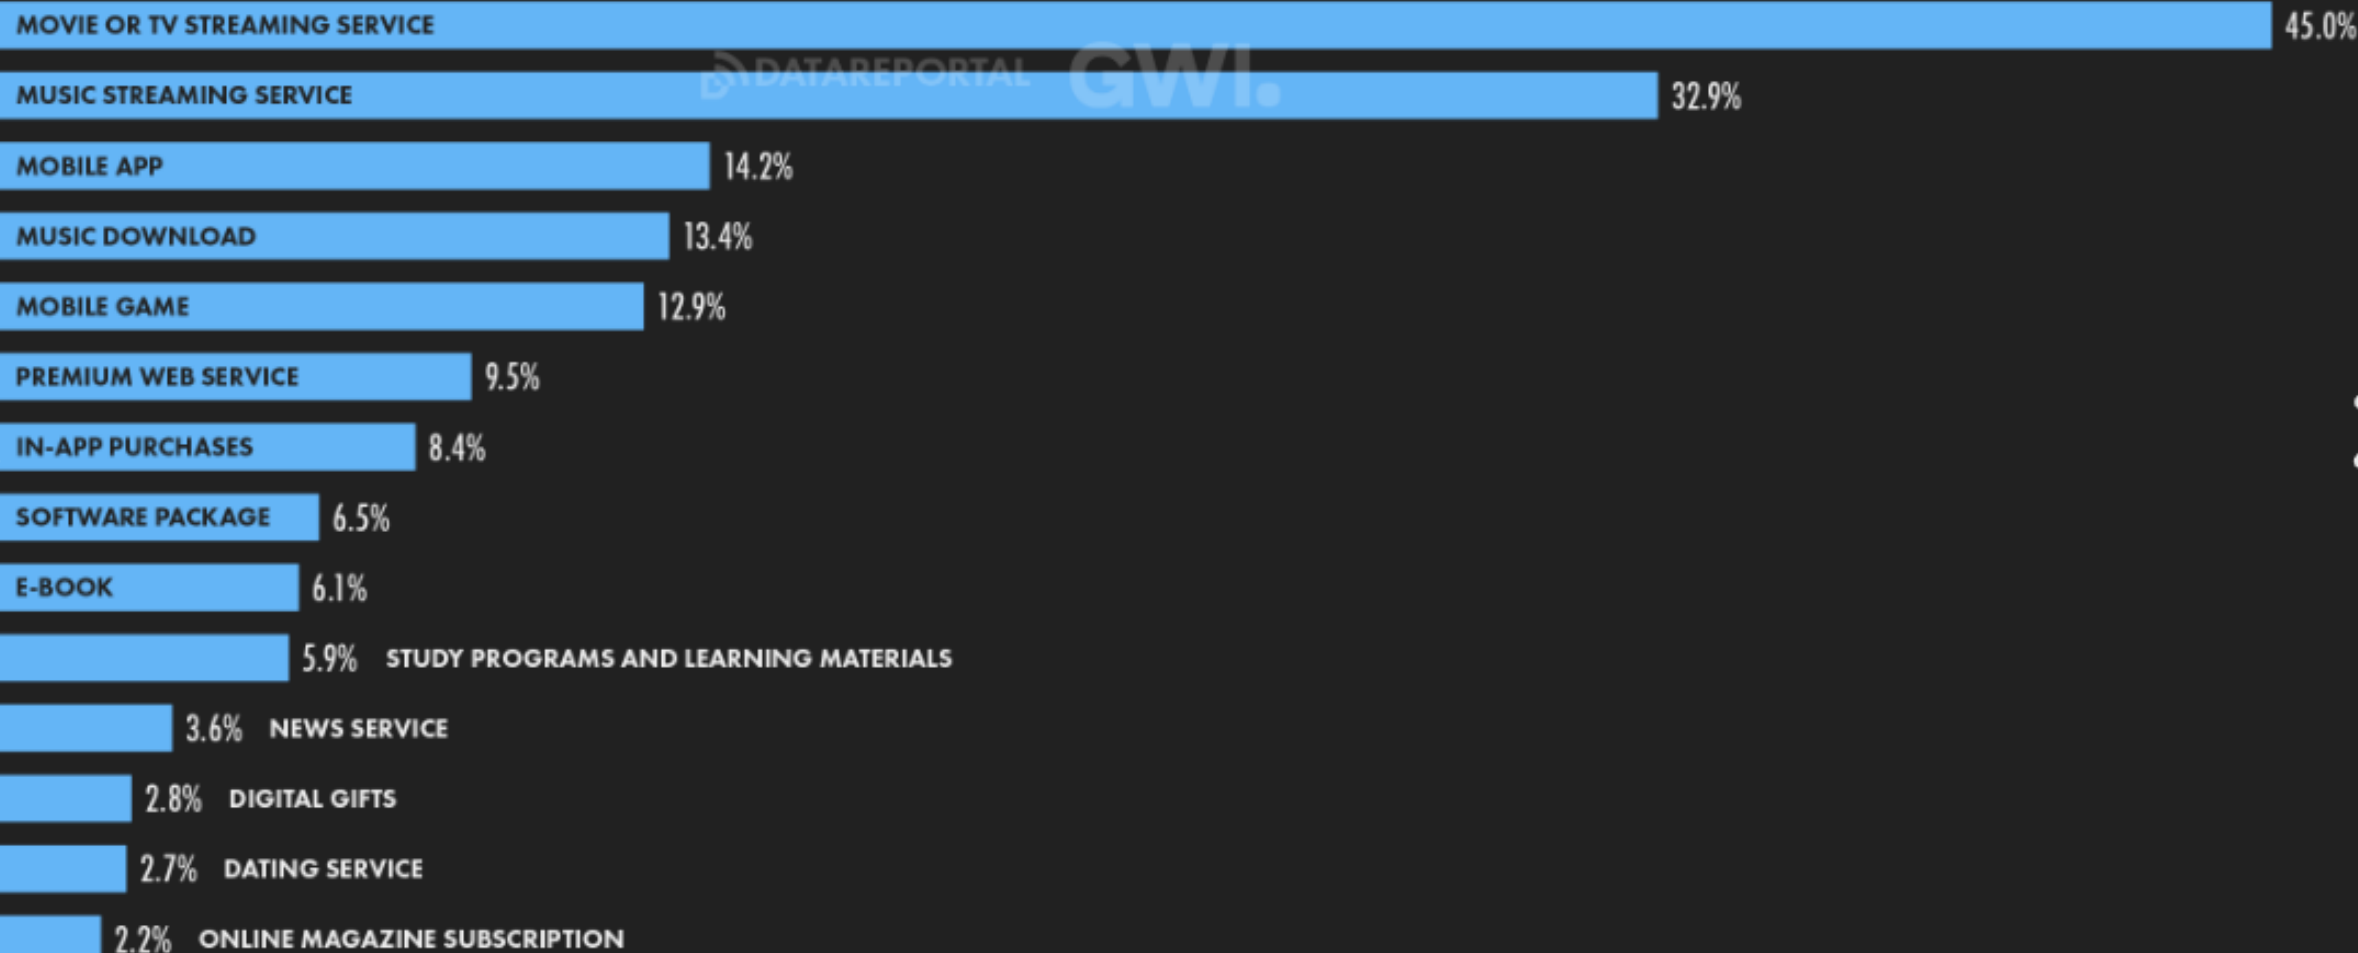 MOVIE OR TV STREAMING SERVICE 45.0%
DATAREPORTAL GWI.
MUSIC STREAMING SERVICE 32.9%
MOBILE APP 14.2%
MUSIC DOWNLOAD 13.4%
MOBILE GAME 12.9%
PREMIUM WEB SERVICE 9.5%
IN-APP PURCHASES 8.4%
SOFTWARE PACKAGE 6.5%
E-BOOK 6.1%
5.9% STUDY PROGRAMS AND LEARNING MATERIALS
3.6% NEWS SERVICE
2.8% DIGITAL GIFTS
2.7% DATING SERVICE
2.2% ONLINE MAGAZINE SUBSCRIPTION